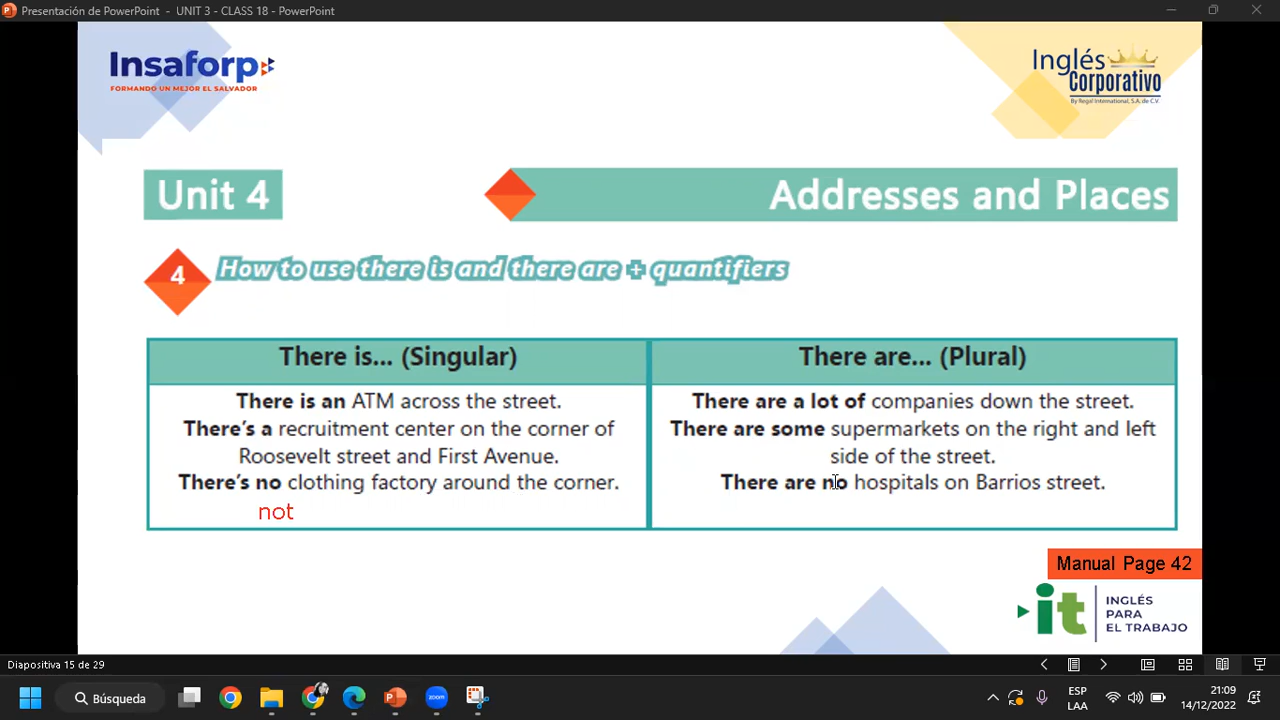 Presentación de PowerPoint - UNIT 3 - CLASS 18 - PowerPoint
Insaforp
FORMANDO UN MEJOR EL SALVADOR
Inglés
Corporativo
By Regal International, S.A. de C.V.
Unit 4
Addresses and Places
4
How to use there is and there are + quantifiers
There is... (Singular)
There is an ATM across the street.
There's a recruitment center on the corner of
Roosevelt street and First Avenue.
There's no clothing factory around the corner.
not
There are... (Plural)
There are a lot of companies down the street.
There are some supermarkets on the right and left
side of the street.
There are no hospitals on Barrios street.
Manual Page 42
it
INGLÉS
PARA
EL TRABAJO
Diapositiva 15 de 29
Búsqueda
zoom
ESP
LAA
21:09
14/12/2022